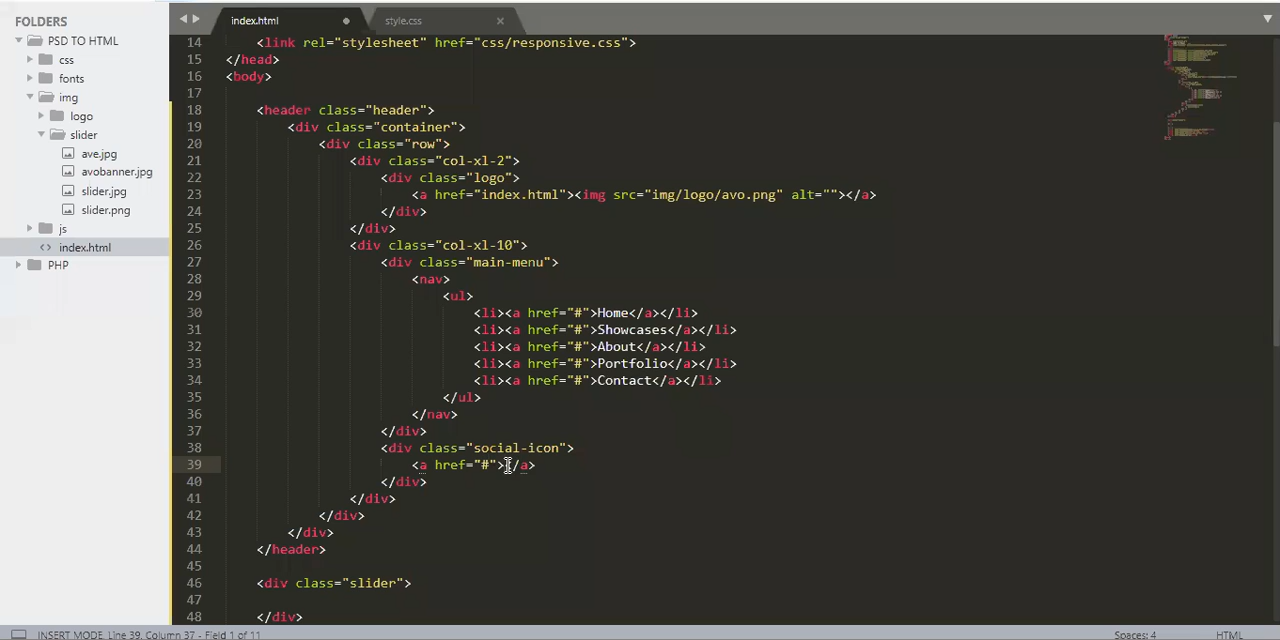 FOLDERS
PSD TO HTML
css
fonts
img
logo
slider
ave.jpg
avobanner.jpg
slider.jpg
slider.png
js
index.html
PHP
index.html
style.css
14 <link rel="stylesheet" href="css/responsive.css">
15 </head>
16 <body>
17
18 <header class="header">
19 <div class="container">
20 <div class="row">
21 <div class="col-xl-2">
22 <div class="logo">
23 <a href="index.html"><img src="img/logo/avo.png" alt=""></a>
24 </div>
25 </div>
26 <div class="col-xl-10">
27 <div class="main-menu">
28 <nav>
29 <ul>
30 <li><a href="#">Home</a></li>
31 <li><a href="#">Showcases</a></li>
32 <li><a href="#">About</a></li>
33 <li><a href="#">Portfolio</a></li>
34 <li><a href="#">Contact</a></li>
35 </ul>
36 </nav>
37 </div>
38 <div class="social-icon">
39 <a href="#"></a>
40 </div>
41 </div>
42 </div>
43 </div>
44 </header>
45
46 <div class="slider">
47
48 </div>
INSERT MODE, Line 39, Column 37 - Field 1 of 11
Spaces: 4
HTML